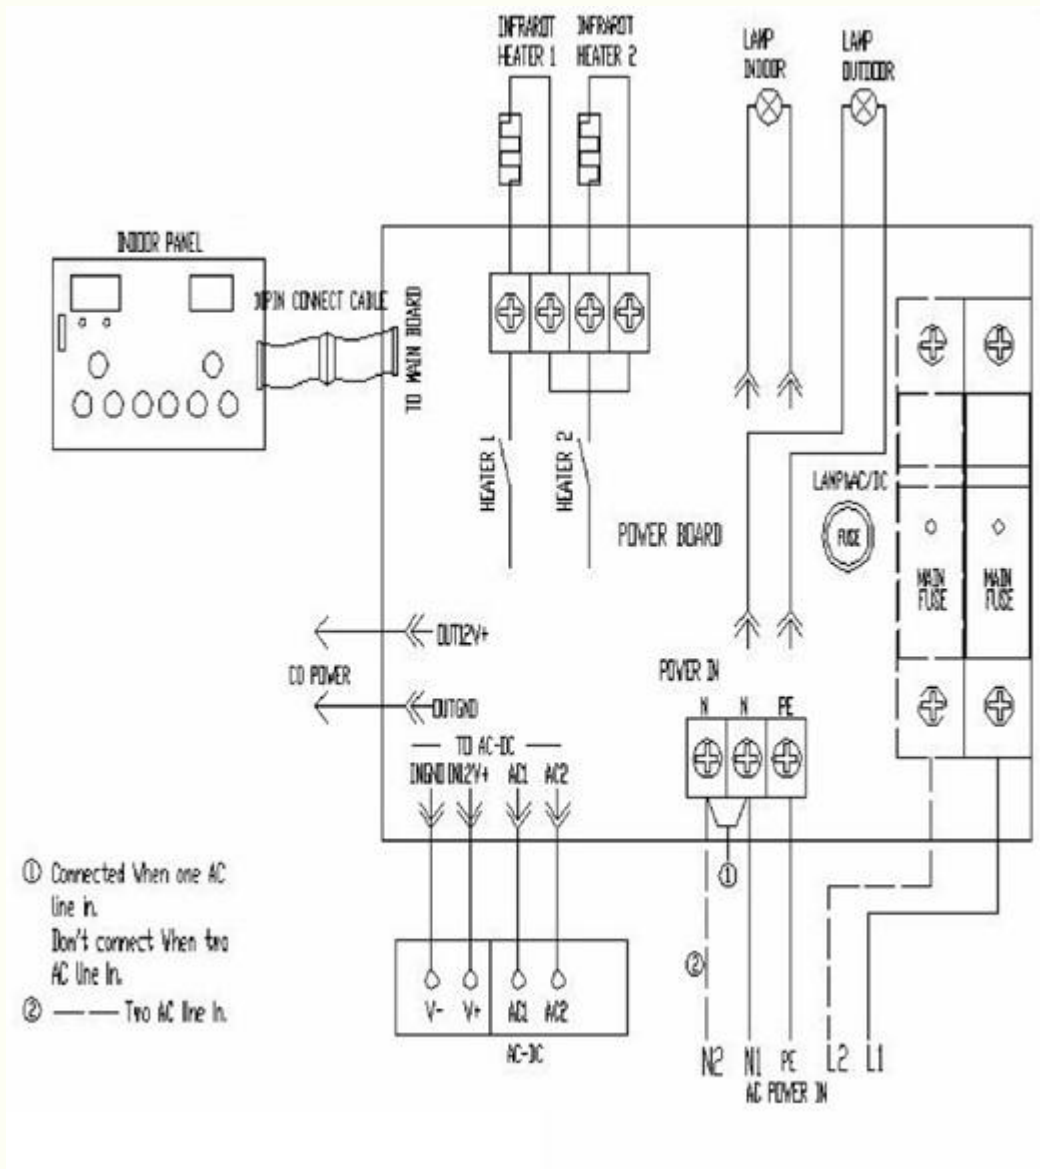 INFRAROT
HEATER 1
INFRAROT
HEATER 2
LAMP
INDOOR
LAMP
OUTDOOR
INDOOR PANEL
10PIN CONNECT CABLE
TO MAIN BOARD
HEATER 1
HEATER 2
POWER BOARD
LAMP&AC/DC
FUSE
MAIN
FUSE
MAIN
FUSE
OUT12V+
CD POWER
OUTGND
TO AC-DC
INGND IN12V+ AC1 AC2
POWER IN
N N PE
①
① Connected When one AC
line in.
Don't connect When two
AC line In.
② Two AC line In.
②
V- V+ AC1 AC2
AC-DC
N2 N1 PE L2 L1
AC POWER IN